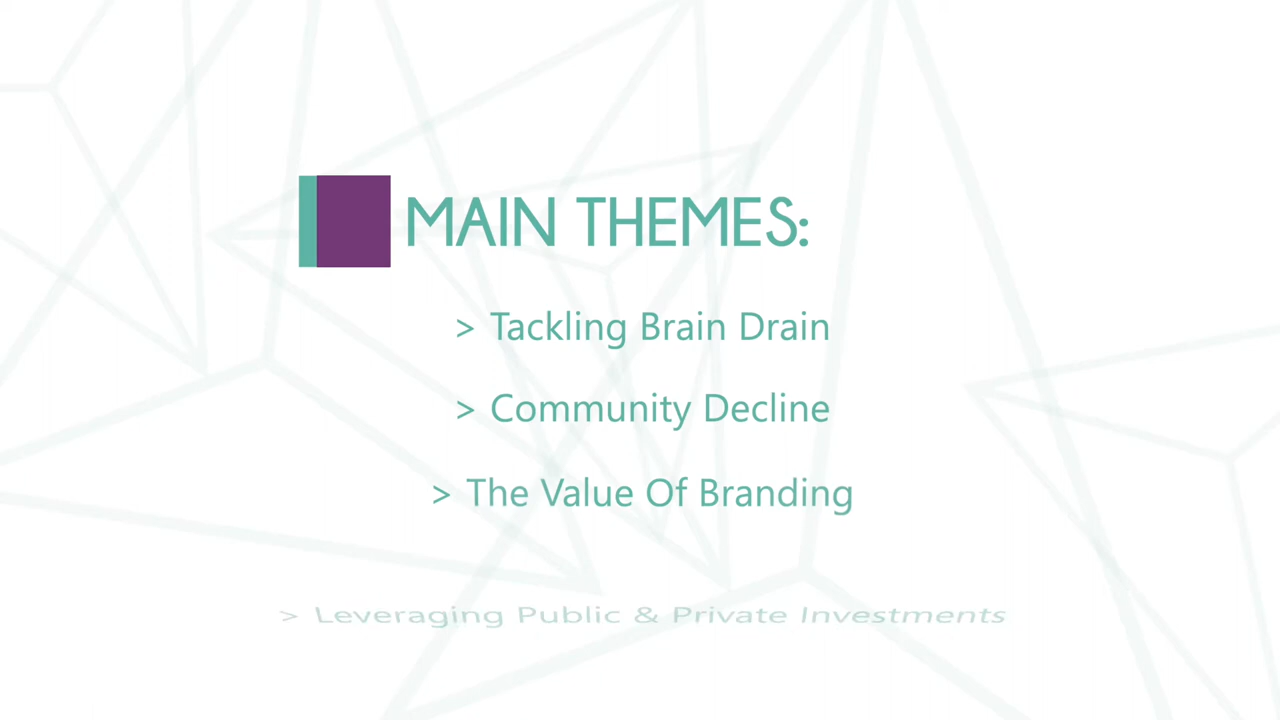 MAIN THEMES:
> Tackling Brain Drain
> Community Decline
> The Value Of Branding
> Leveraging Public & Private Investments